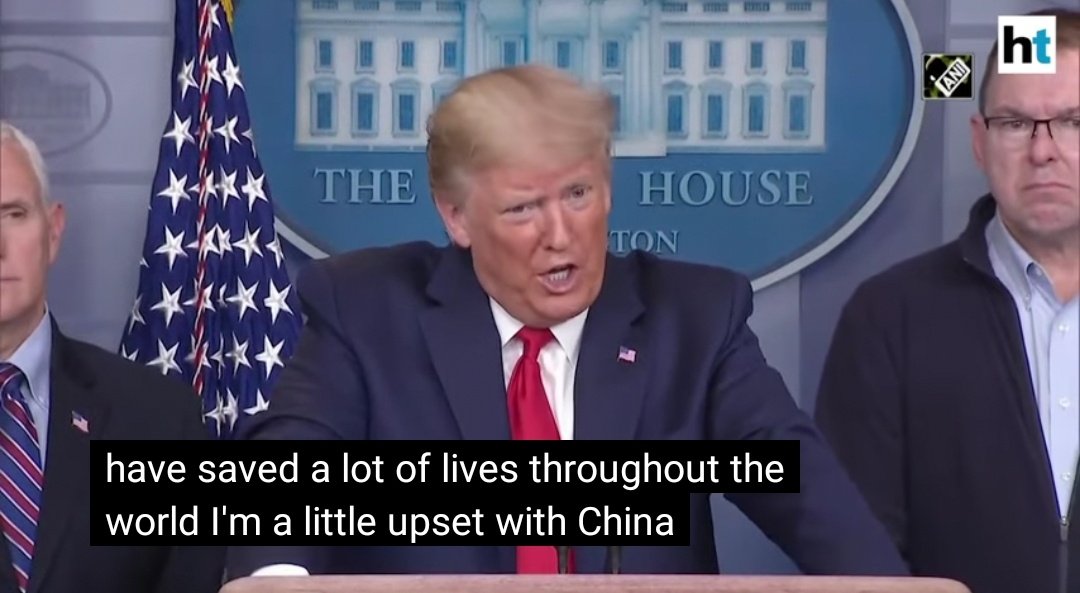 ht
ANI
THE HOUSE
TON
have saved a lot of lives throughout the
world I'm a little upset with China